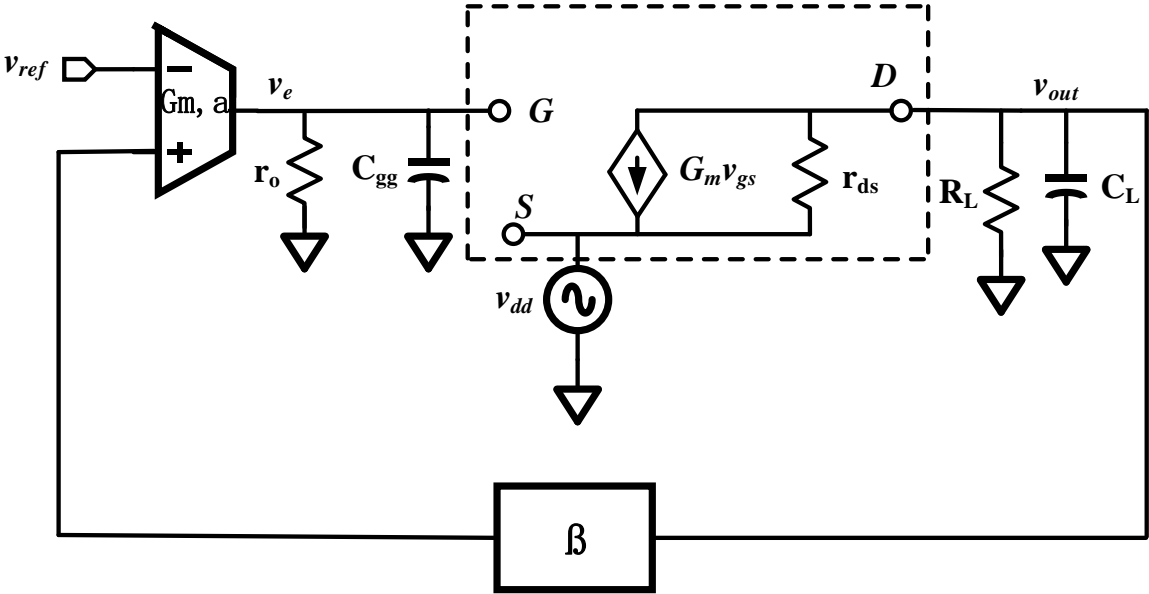 v_ref
Gm, a
−
+
v_e
r_o
C_gg
G
S
D
G_m v_gs
r_ds
v_out
R_L
C_L
v_dd
ß